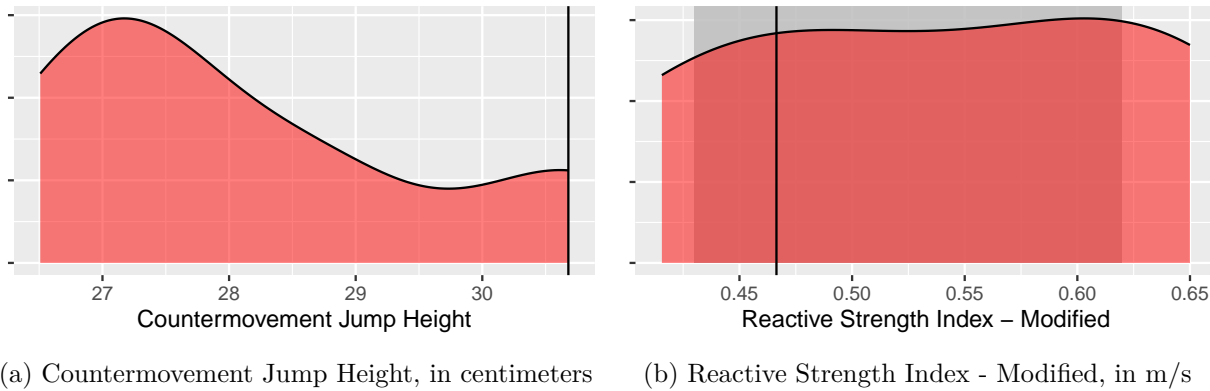 27 28 29 30
Countermovement Jump Height
(a) Countermovement Jump Height, in centimeters
0.45 0.50 0.55 0.60 0.65
Reactive Strength Index – Modified
(b) Reactive Strength Index - Modified, in m/s